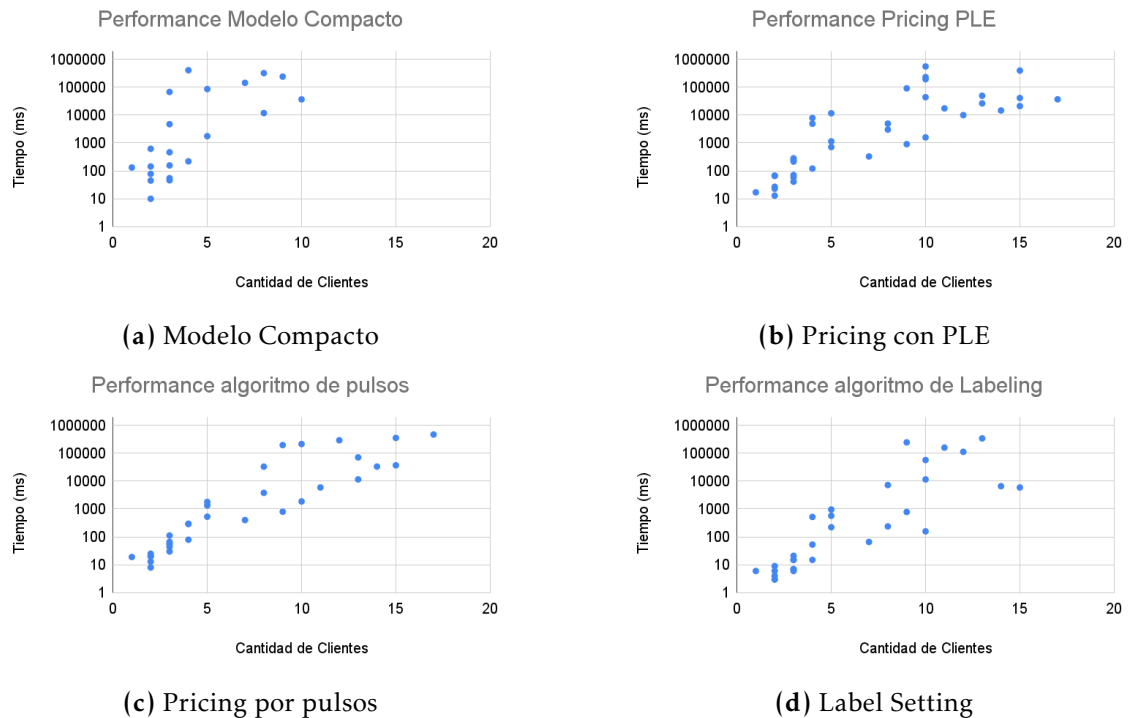 Performance Modelo Compacto
1000000
100000
10000
1000
100
10
1
Tiempo (ms)
0 5 10 15 20
Cantidad de Clientes
(a) Modelo Compacto
Performance Pricing PLE
1000000
100000
10000
1000
100
10
1
Tiempo (ms)
0 5 10 15 20
Cantidad de Clientes
(b) Pricing con PLE
Performance algoritmo de pulsos
1000000
100000
10000
1000
100
10
1
Tiempo (ms)
0 5 10 15 20
Cantidad de Clientes
(c) Pricing por pulsos
Performance algoritmo de Labeling
1000000
100000
10000
1000
100
10
1
Tiempo (ms)
0 5 10 15 20
Cantidad de Clientes
(d) Label Setting